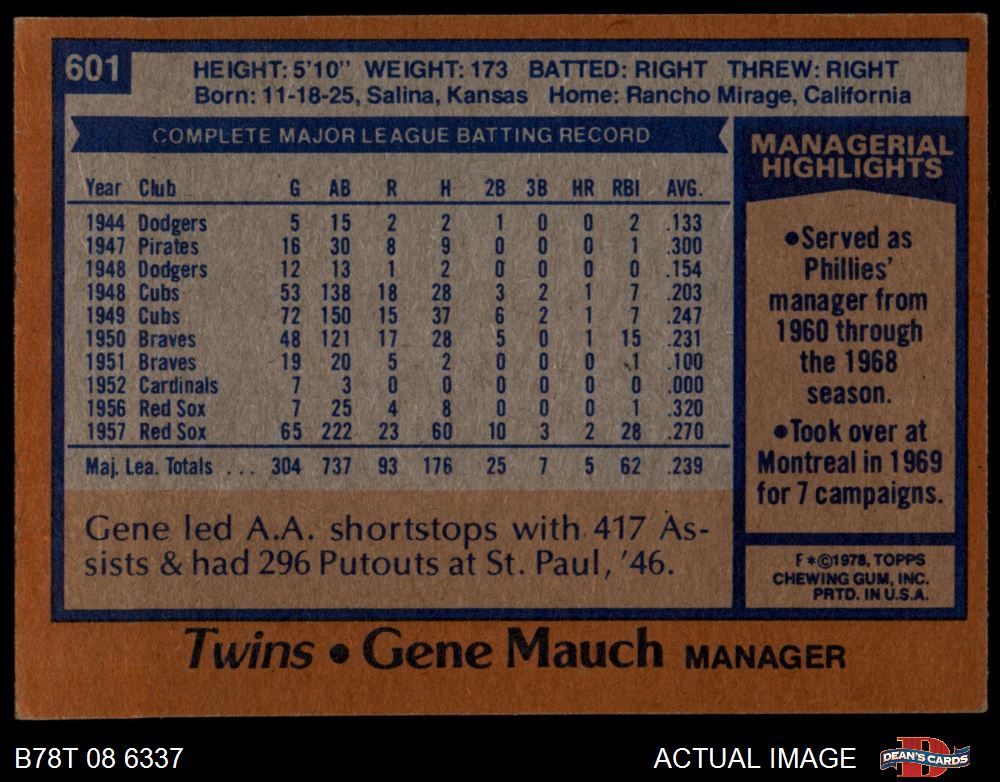 601
HEIGHT: 5'10" WEIGHT: 173 BATTED: RIGHT THREW: RIGHT
Born: 11-18-25, Salina, Kansas Home: Rancho Mirage, California
COMPLETE MAJOR LEAGUE BATTING RECORD
Year Club G AB R H 2B 3B HR RBI AVG.
1944 Dodgers 5 15 2 2 1 0 0 2 .133
1947 Pirates 16 30 8 9 0 0 0 1 .300
1948 Dodgers 12 13 1 2 0 0 0 0 .154
1948 Cubs 53 138 18 28 3 2 1 7 .203
1949 Cubs 72 150 15 37 6 2 1 7 .247
1950 Braves 48 121 17 28 5 0 1 15 .231
1951 Braves 19 20 5 2 0 0 0 1 .100
1952 Cardinals 7 3 0 0 0 0 0 0 .000
1956 Red Sox 7 25 4 8 0 0 0 1 .320
1957 Red Sox 65 222 23 60 10 3 2 28 .270
Maj. Lea. Totals ... 304 737 93 176 25 7 5 62 .239
Gene led A.A. shortstops with 417 As-
sists & had 296 Putouts at St. Paul, '46.
MANAGERIAL
HIGHLIGHTS
•Served as
Phillies'
manager from
1960 through
the 1968
season.
•Took over at
Montreal in 1969
for 7 campaigns.
F*©1978, TOPPS
CHEWING GUM, INC.
PRTD. IN U.S.A.
Twins • Gene Mauch MANAGER
B78T 08 6337
ACTUAL IMAGE
DEAN'S CARDS